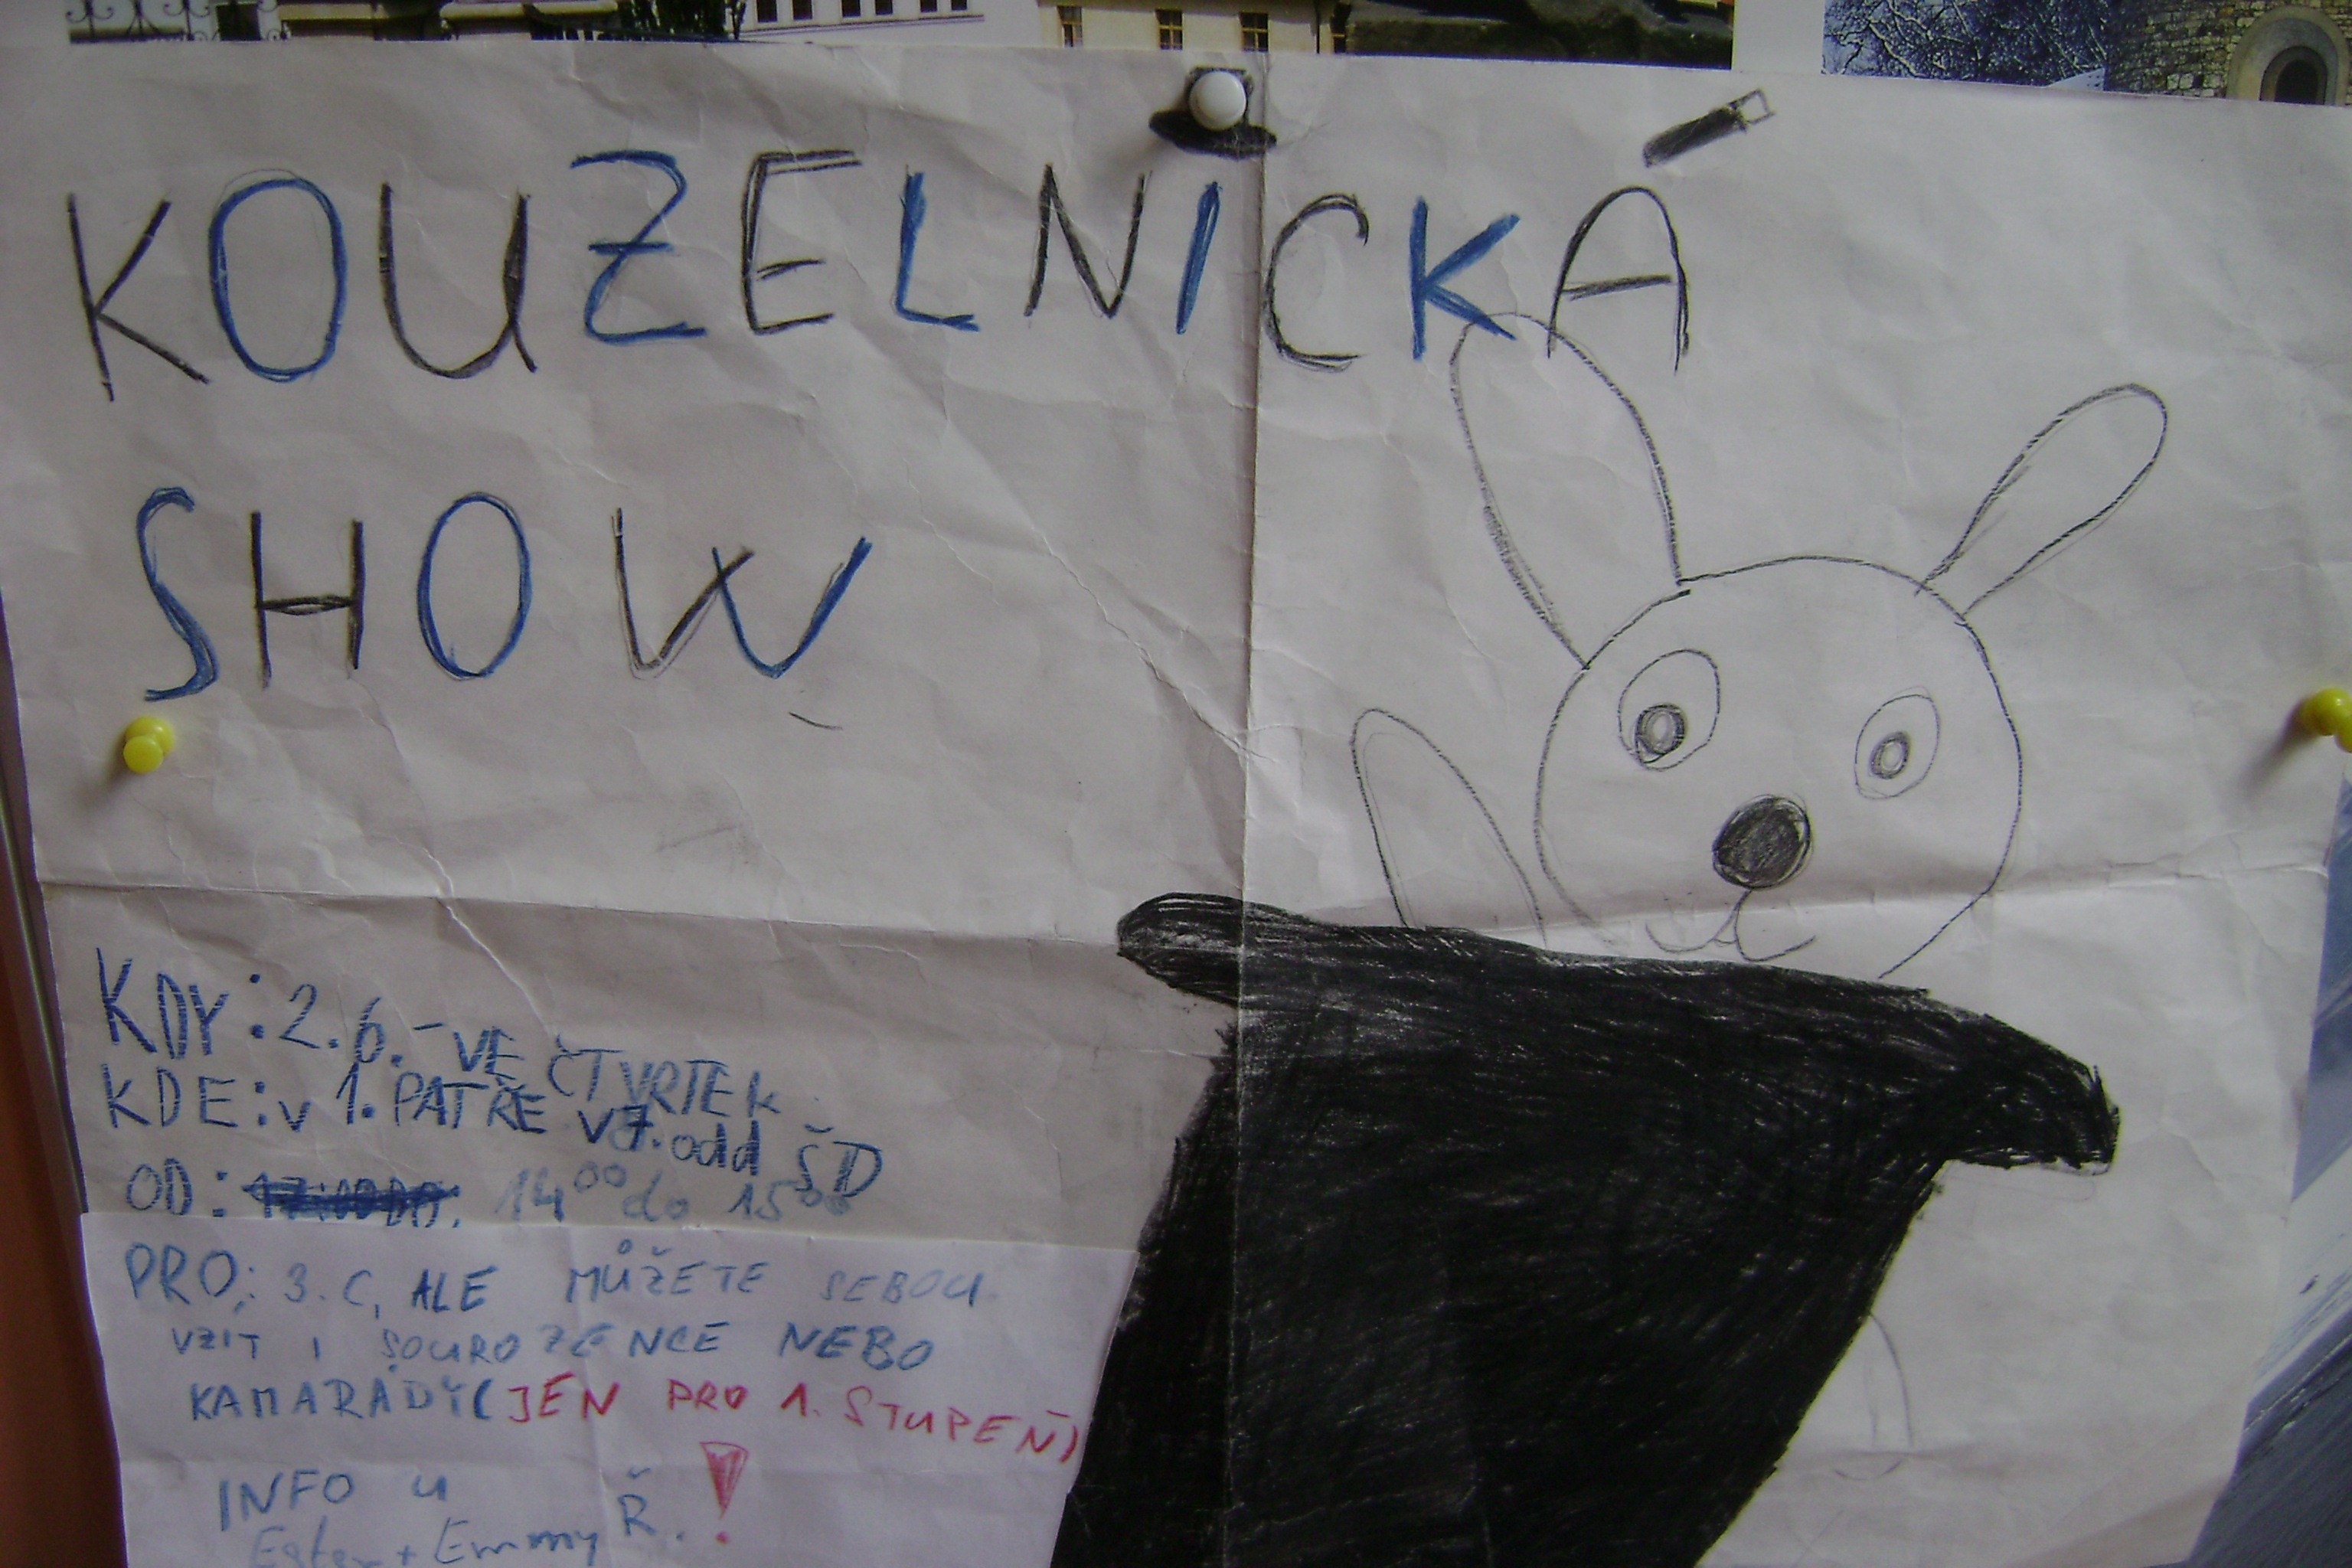 KOUZELNICKÁ
SHOW
KDY: 2.6. - VE ČTVRTEK
KDE: v 1. PATŘE V 7. odd ŠD
OD: 14⁰⁰ do 15⁰⁰
PRO: 3. C, ALE MŮŽETE SEBOU
VZIT I SOUROZENCE NEBO
KAMARÁDY (JEN PRO 1. STUPEŇ)
INFO U
Ester + Emmy Ř. !